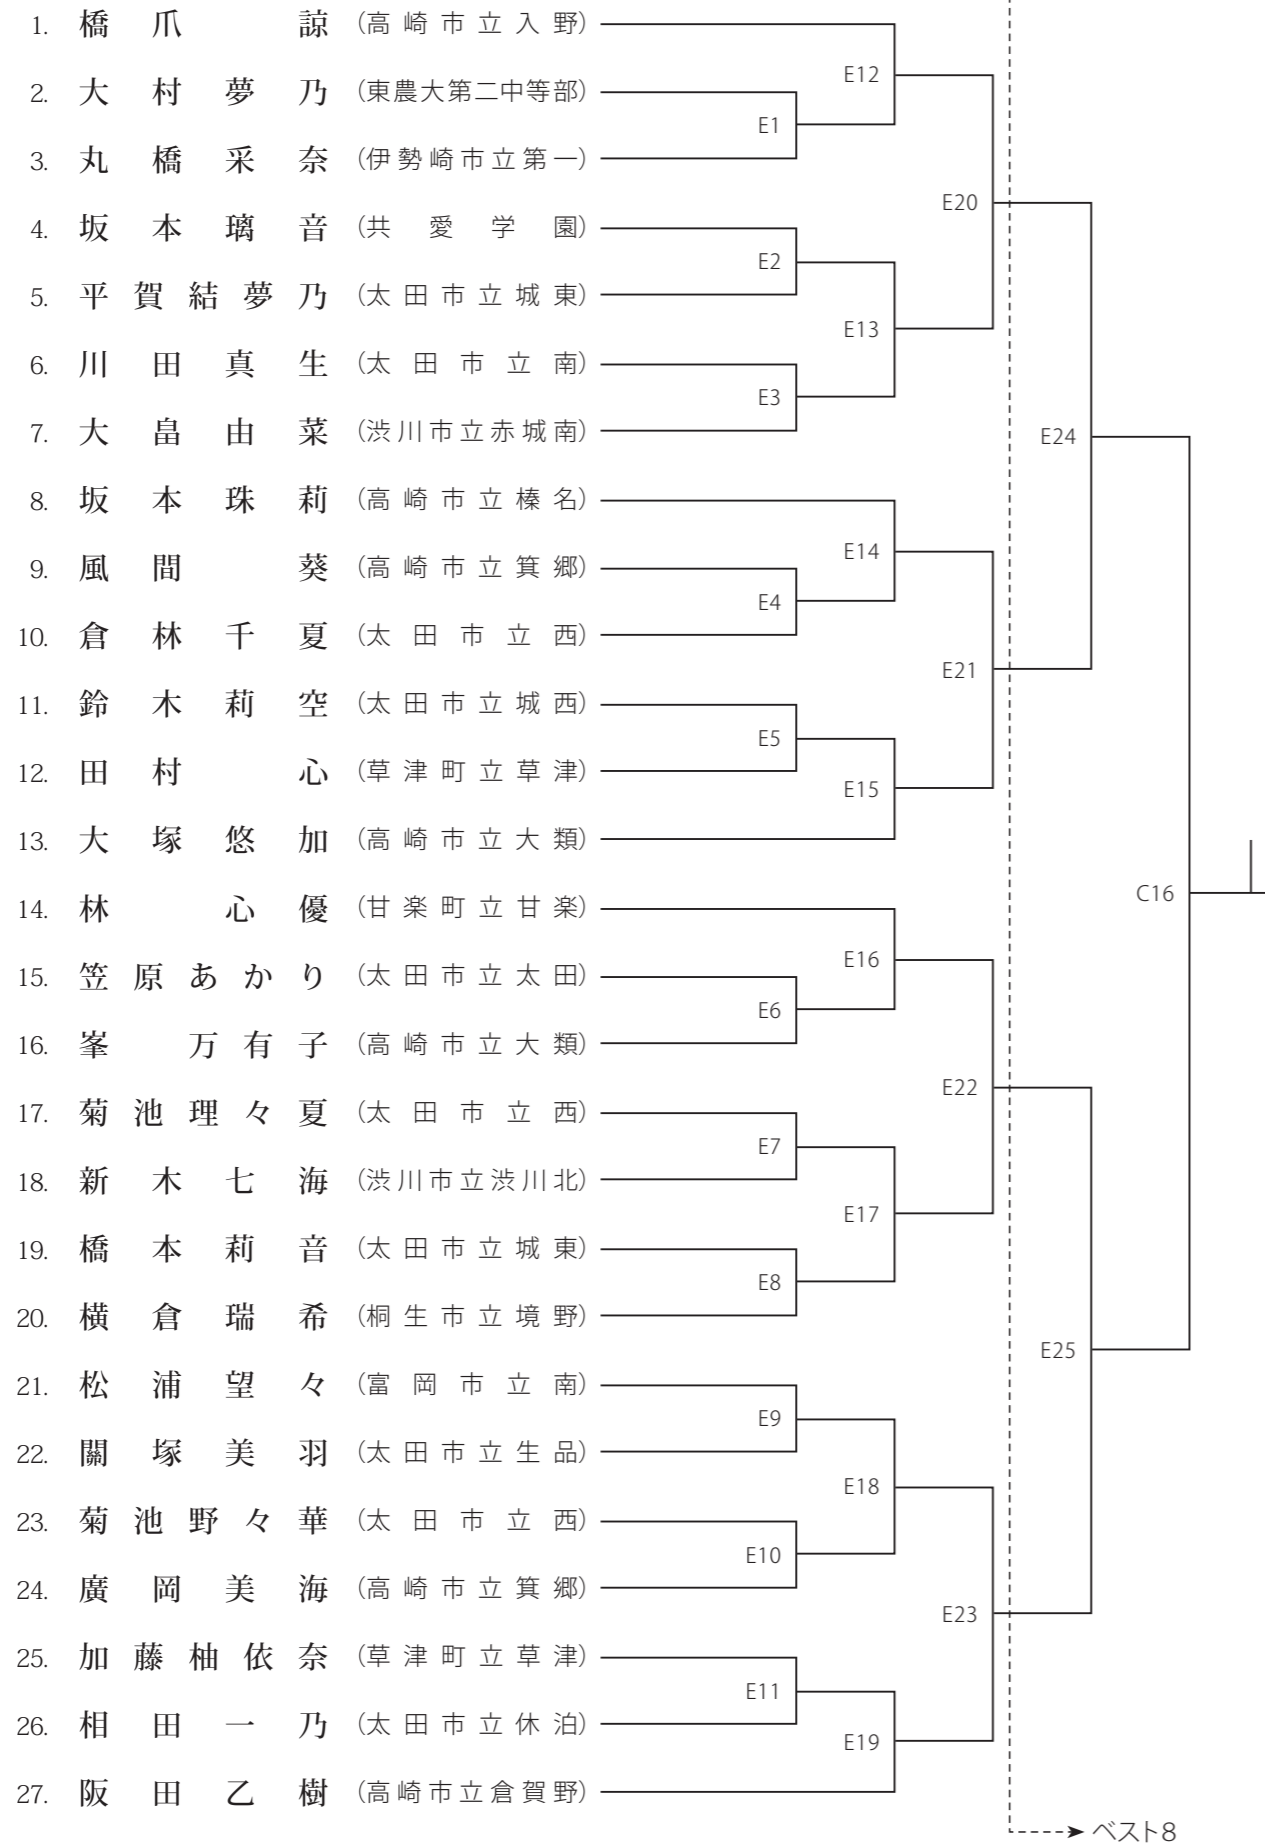 1. 橋爪 諒 (高崎市立入野)
2. 大村夢乃 (東農大第二中等部)
3. 丸橋采奈 (伊勢崎市立第一)
4. 坂本璃音 (共愛学園)
5. 平賀結夢乃 (太田市立城東)
6. 川田真生 (太田市立南)
7. 大畠由菜 (渋川市立赤城南)
8. 坂本珠莉 (高崎市立榛名)
9. 風間 葵 (高崎市立箕郷)
10. 倉林千夏 (太田市立西)
11. 鈴木莉空 (太田市立城西)
12. 田村 心 (草津町立草津)
13. 大塚悠加 (高崎市立大類)
14. 林 心優 (甘楽町立甘楽)
15. 笠原あかり (太田市立太田)
16. 峯 万有子 (高崎市立大類)
17. 菊池理々夏 (太田市立西)
18. 新木七海 (渋川市立渋川北)
19. 橋本莉音 (太田市立城東)
20. 横倉瑞希 (桐生市立境野)
21. 松浦望々 (富岡市立南)
22. 關塚美羽 (太田市立生品)
23. 菊池野々華 (太田市立西)
24. 廣岡美海 (高崎市立箕郷)
25. 加藤柚依奈 (草津町立草津)
26. 相田一乃 (太田市立休泊)
27. 阪田乙樹 (高崎市立倉賀野)
E1
E2
E3
E4
E5
E6
E7
E8
E9
E10
E11
E12
E13
E14
E15
E16
E17
E18
E19
E20
E21
E22
E23
E24
E25
C16
ベスト8